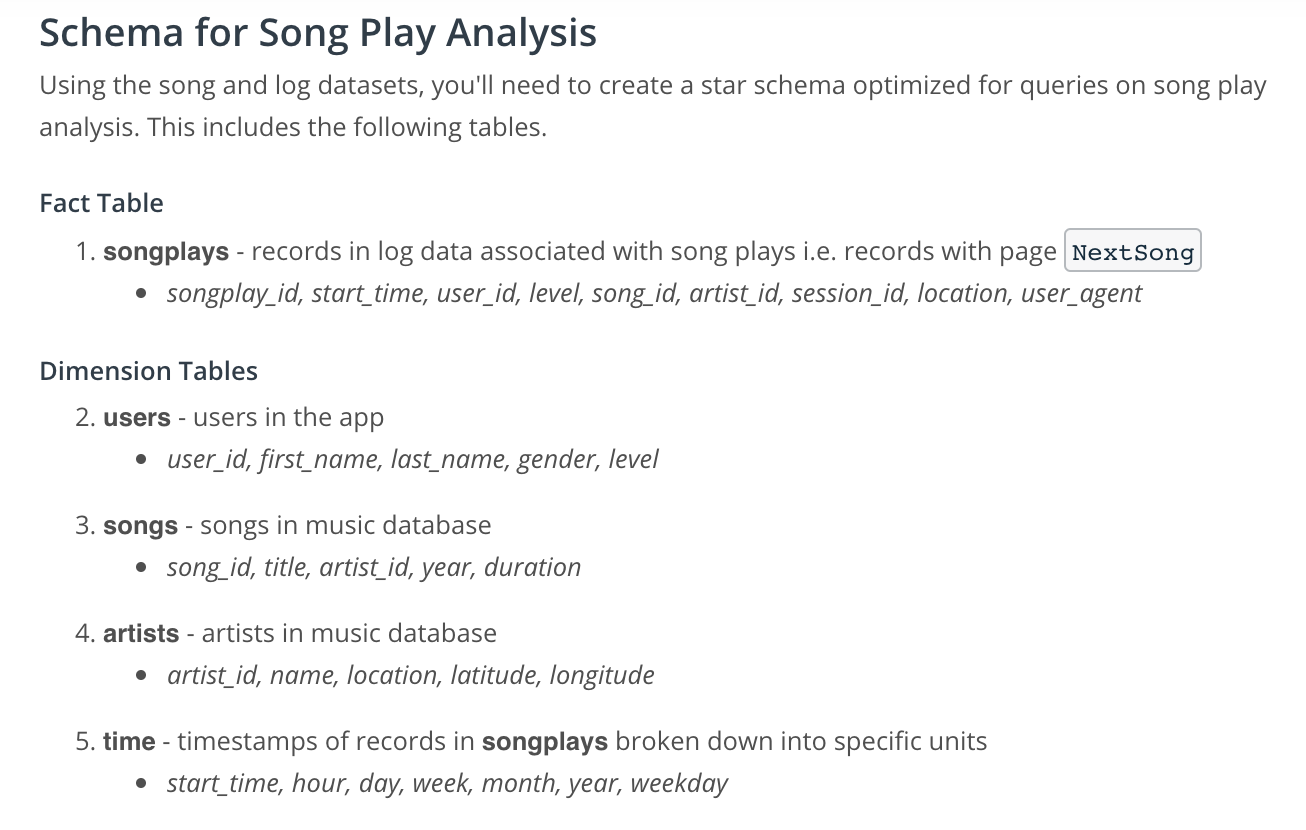 Schema for Song Play Analysis
Using the song and log datasets, you'll need to create a star schema optimized for queries on song play
analysis. This includes the following tables.
Fact Table
1. songplays - records in log data associated with song plays i.e. records with page NextSong
• songplay_id, start_time, user_id, level, song_id, artist_id, session_id, location, user_agent
Dimension Tables
2. users - users in the app
• user_id, first_name, last_name, gender, level
3. songs - songs in music database
• song_id, title, artist_id, year, duration
4. artists - artists in music database
• artist_id, name, location, latitude, longitude
5. time - timestamps of records in songplays broken down into specific units
• start_time, hour, day, week, month, year, weekday